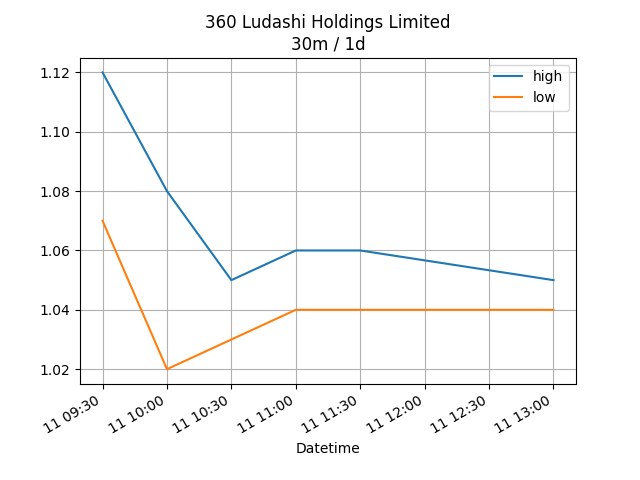 360 Ludashi Holdings Limited
30m / 1d
high
low
1.12
1.10
1.08
1.06
1.04
1.02
11 09:30
11 10:00
11 10:30
11 11:00
11 11:30
11 12:00
11 12:30
11 13:00
Datetime